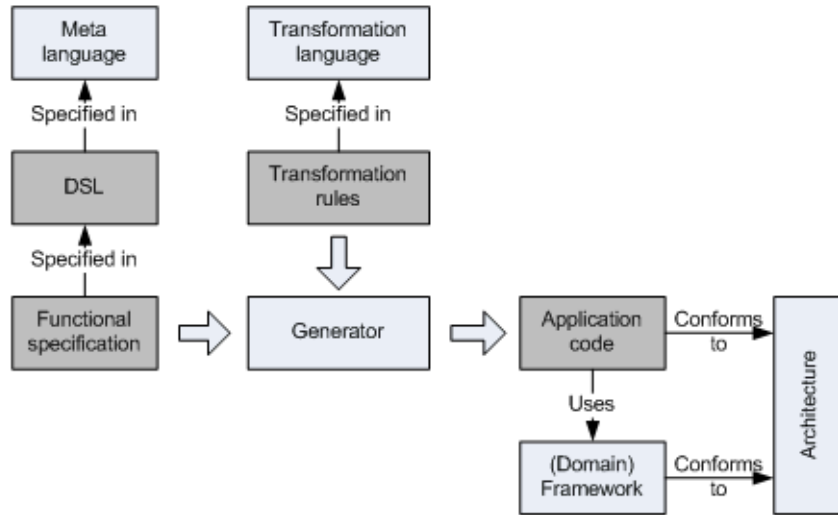 Meta
language
Transformation
language
Specified in
Specified in
DSL
Transformation
rules
Specified in
Functional
specification
Generator
Application
code
Conforms
to
Architecture
Uses
(Domain)
Framework
Conforms
to